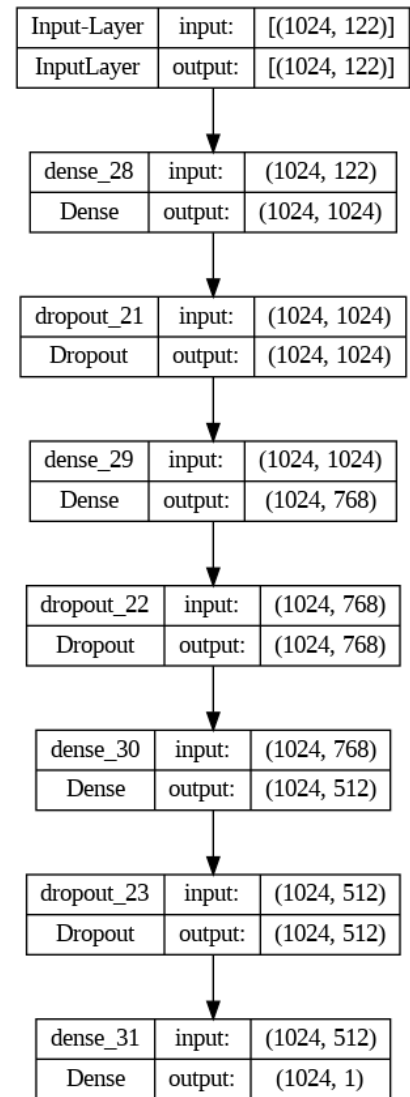 Input-Layer input: [(1024, 122)]
InputLayer output: [(1024, 122)]
dense_28 input: (1024, 122)
Dense output: (1024, 1024)
dropout_21 input: (1024, 1024)
Dropout output: (1024, 1024)
dense_29 input: (1024, 1024)
Dense output: (1024, 768)
dropout_22 input: (1024, 768)
Dropout output: (1024, 768)
dense_30 input: (1024, 768)
Dense output: (1024, 512)
dropout_23 input: (1024, 512)
Dropout output: (1024, 512)
dense_31 input: (1024, 512)
Dense output: (1024, 1)